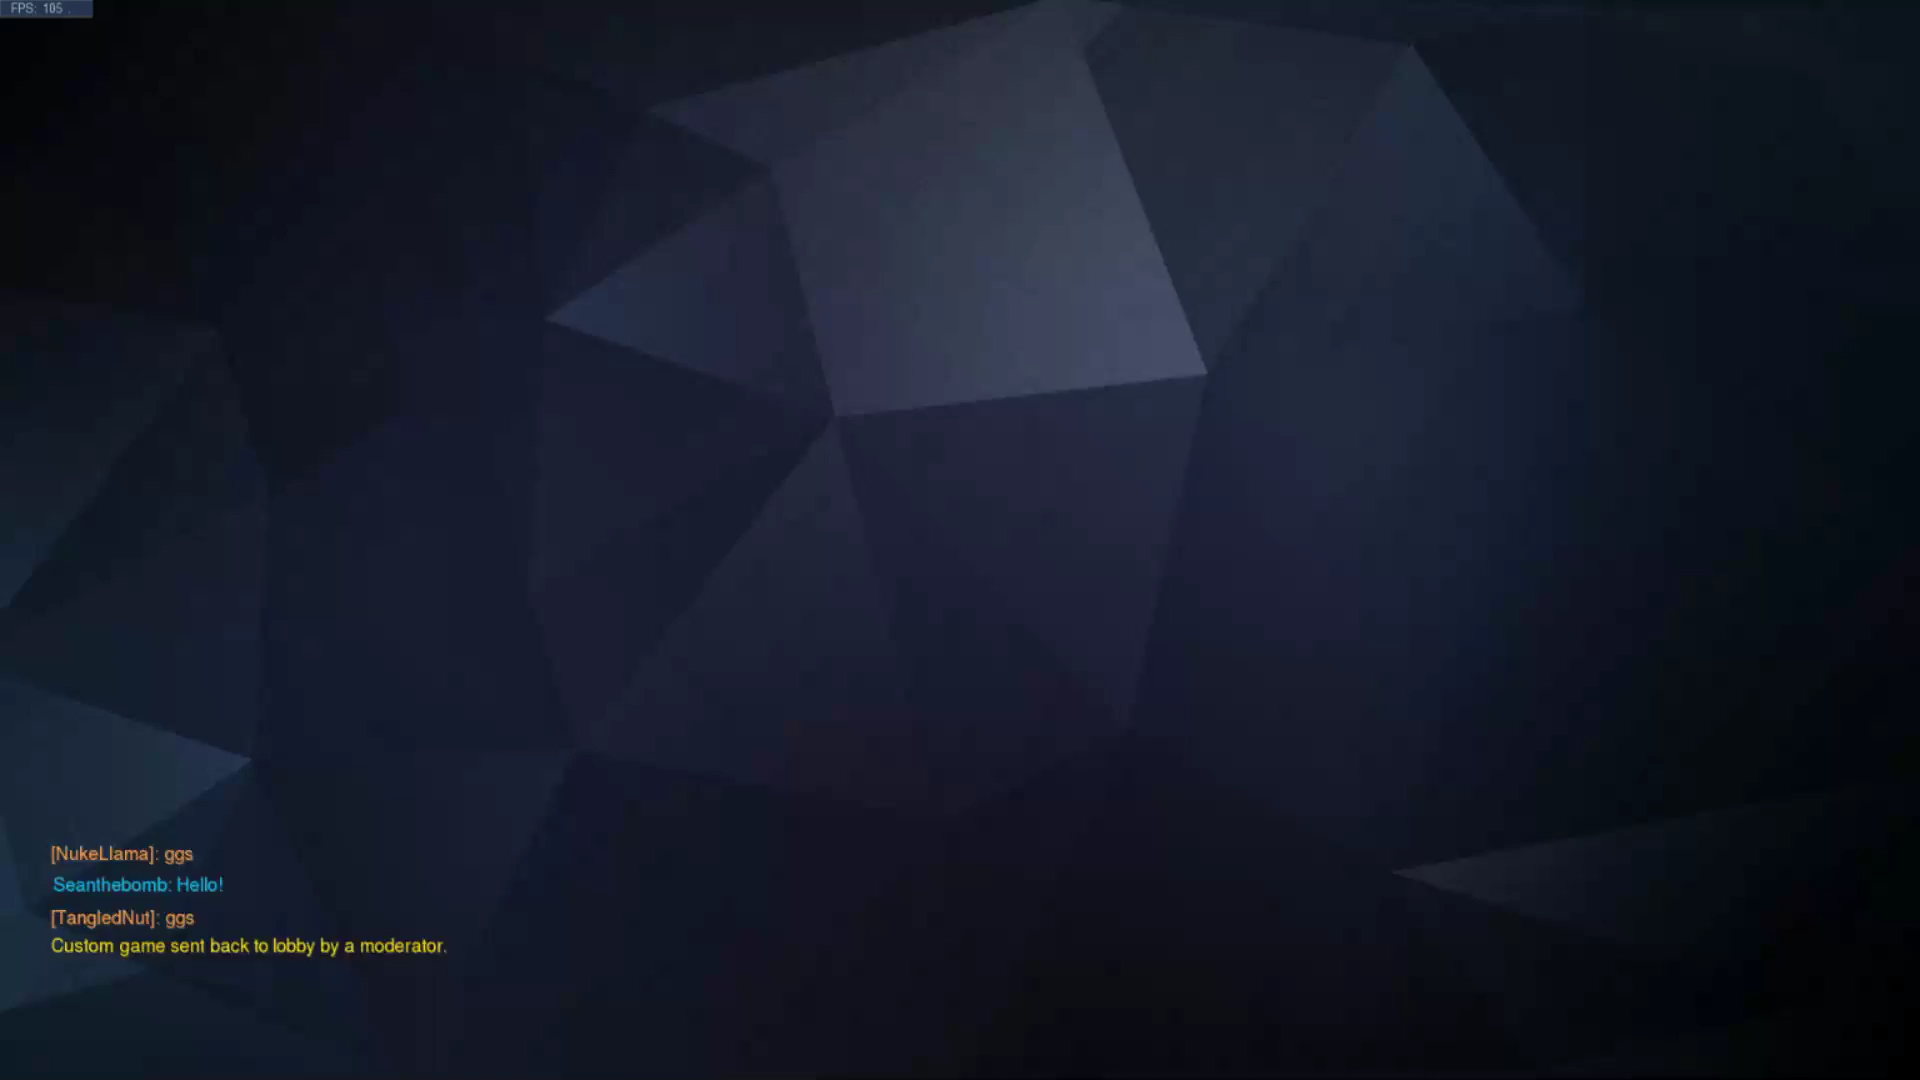 FPS: 105
[NukeLlama]: ggs
Seanthebomb: Hello!
[TangledNut]: ggs
Custom game sent back to lobby by a moderator.